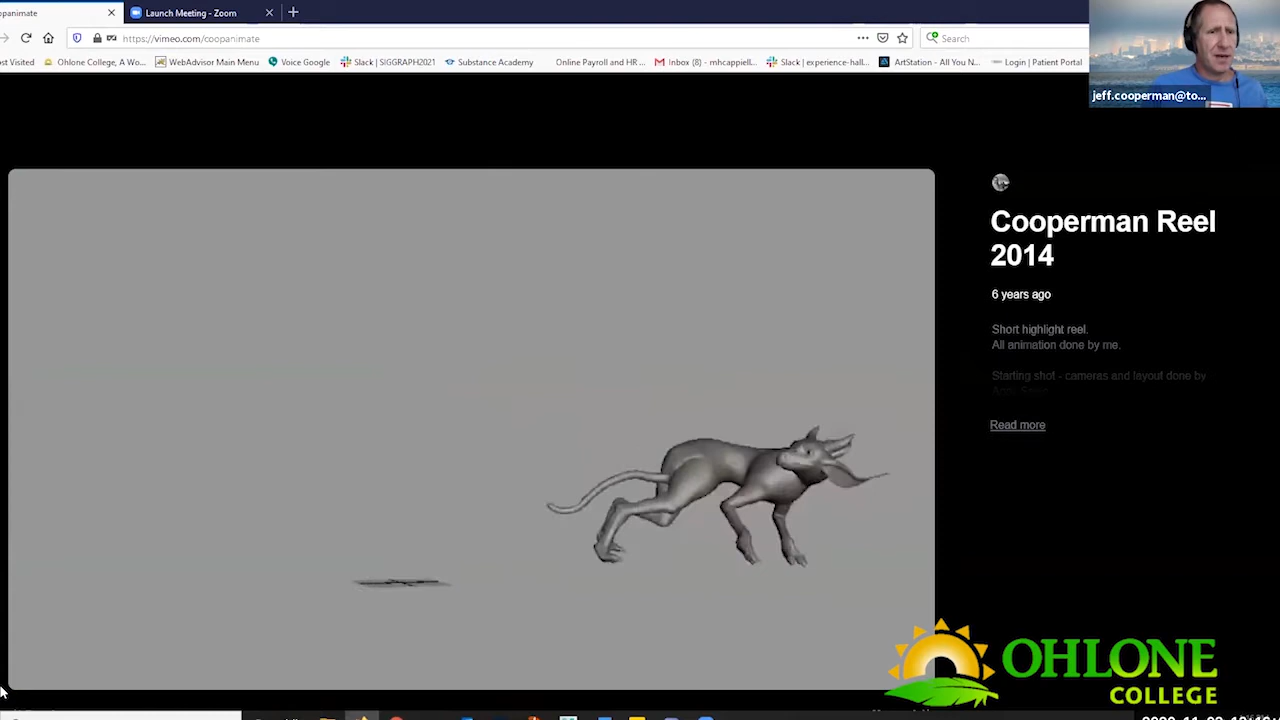 opanimate
Launch Meeting - Zoom
https://vimeo.com/coopanimate
Search
st Visited
Ohlone College, A Wo...
WebAdvisor Main Menu
Voice Google
Slack | SIGGRAPH2021
Substance Academy
Online Payroll and HR ...
Inbox (8) - mhcappiell...
Slack | experience-hall...
ArtStation - All You N...
Login | Patient Portal
jeff.cooperman@to...
Cooperman Reel
2014
6 years ago
Short highlight reel.
All animation done by me.
Starting shot - cameras and layout done by
Read more
OHLONE
COLLEGE